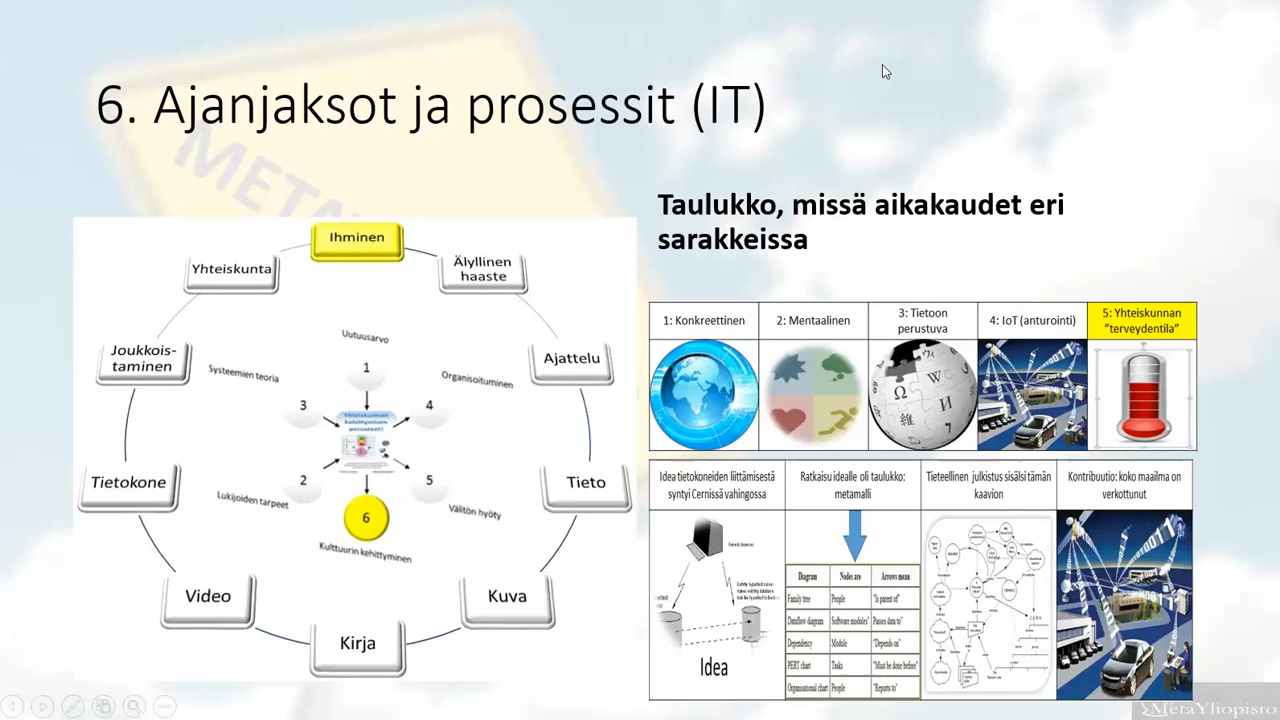 6. Ajanjaksot ja prosessit (IT)
Taulukko, missä aikakaudet eri
sarakkeissa
Ihminen
Älyllinen
haaste
Ajattelu
Tieto
Kuva
Kirja
Video
Tietokone
Joukkois-
taminen
Yhteiskunta
Uutuusarvo
1
Systeemien teoria
3
Organisoituminen
4
Yhteiskunnan
kehittymisen
perusteet!
2
Lukijoiden tarpeet
5
Välitön hyöty
6
Kulttuurin kehittyminen
1: Konkreettinen
2: Mentaalinen
3: Tietoon
perustuva
4: IoT (anturointi)
5: Yhteiskunnan
”terveydentila”
Idea tietokoneiden liittämisestä
syntyi Cernissä vahingossa
Ratkaisu idealle oli taulukko:
metamalli
Tieteellinen julkistus sisälsi tämän
kaavion
Kontribuutio: koko maailma on
verkottunut
Idea
Diagram Nodes are Arrows mean
Family tree People "Is parent of"
Dataflow diagram Software modules" "Passes data to"
Dependency Module "Depends on"
PERT chart Tasks "Must be done before"
Organisational chart People "Reports to"
MetaYliopisto